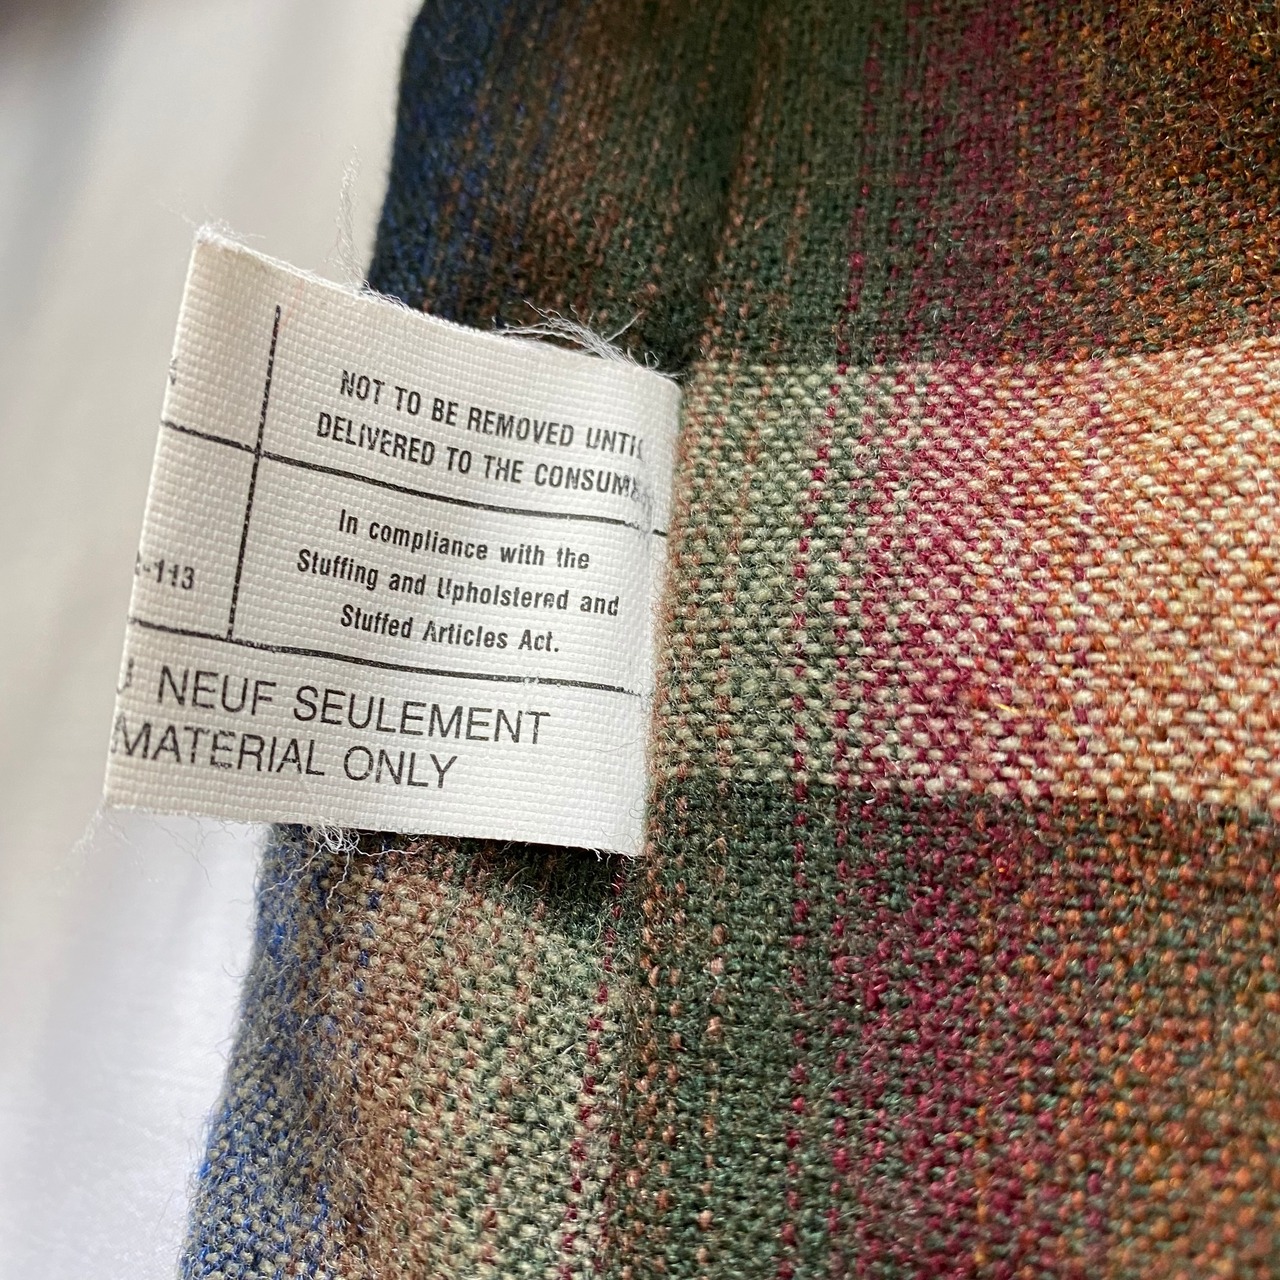 NOT TO BE REMOVED UNTIL
DELIVERED TO THE
In compliance with the
Stuffing and Upholstered and
Stuffed Articles Act.
-113
NEUF SEULEMENT
MATERIAL ONLY